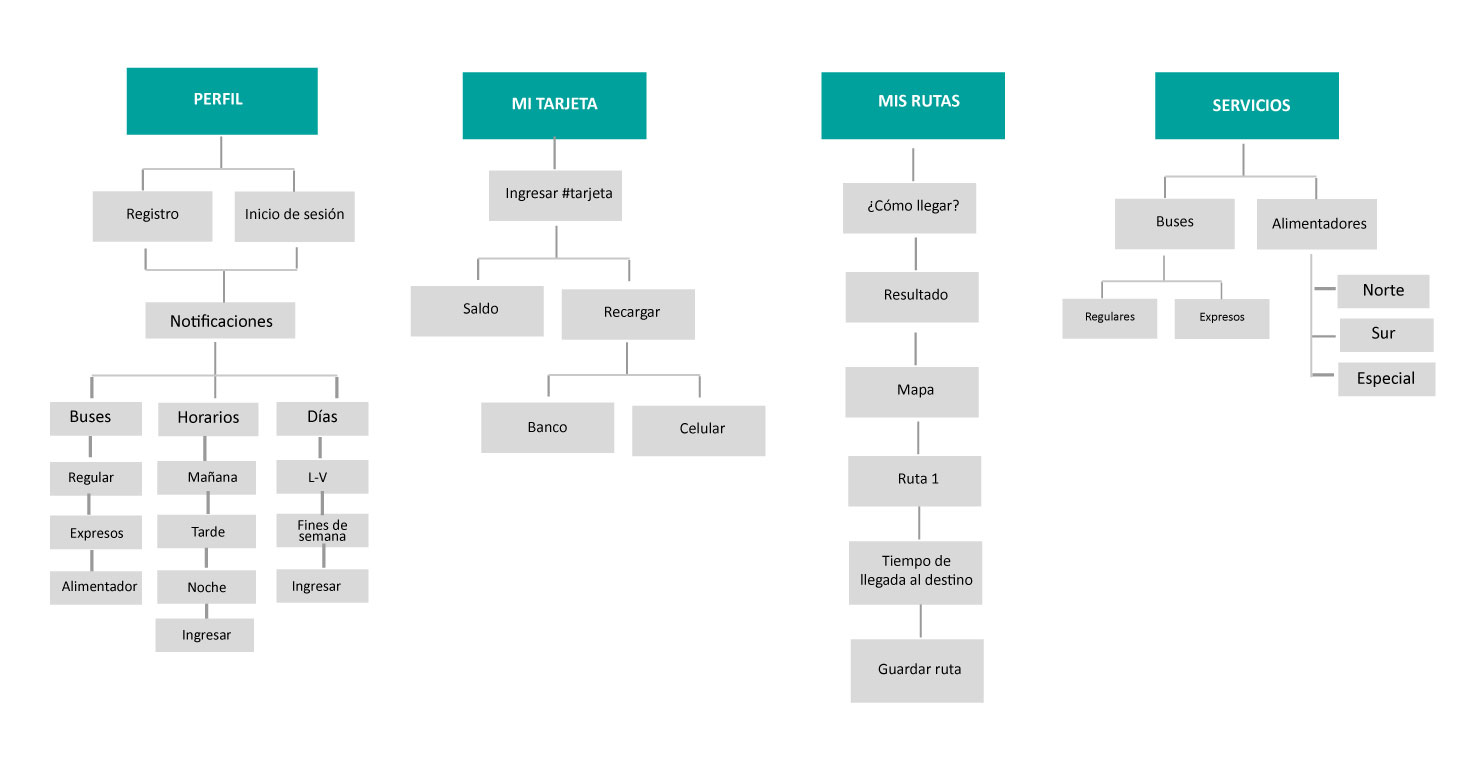 PERFIL
Registro
Inicio de sesión
Notificaciones
Buses
Horarios
Días
Regular
Mañana
L-V
Expresos
Tarde
Fines de
semana
Alimentador
Noche
Ingresar
Ingresar
MI TARJETA
Ingresar #tarjeta
Saldo
Recargar
Banco
Celular
MIS RUTAS
¿Cómo llegar?
Resultado
Mapa
Ruta 1
Tiempo de
llegada al destino
Guardar ruta
SERVICIOS
Buses
Alimentadores
Regulares
Expresos
Norte
Sur
Especial